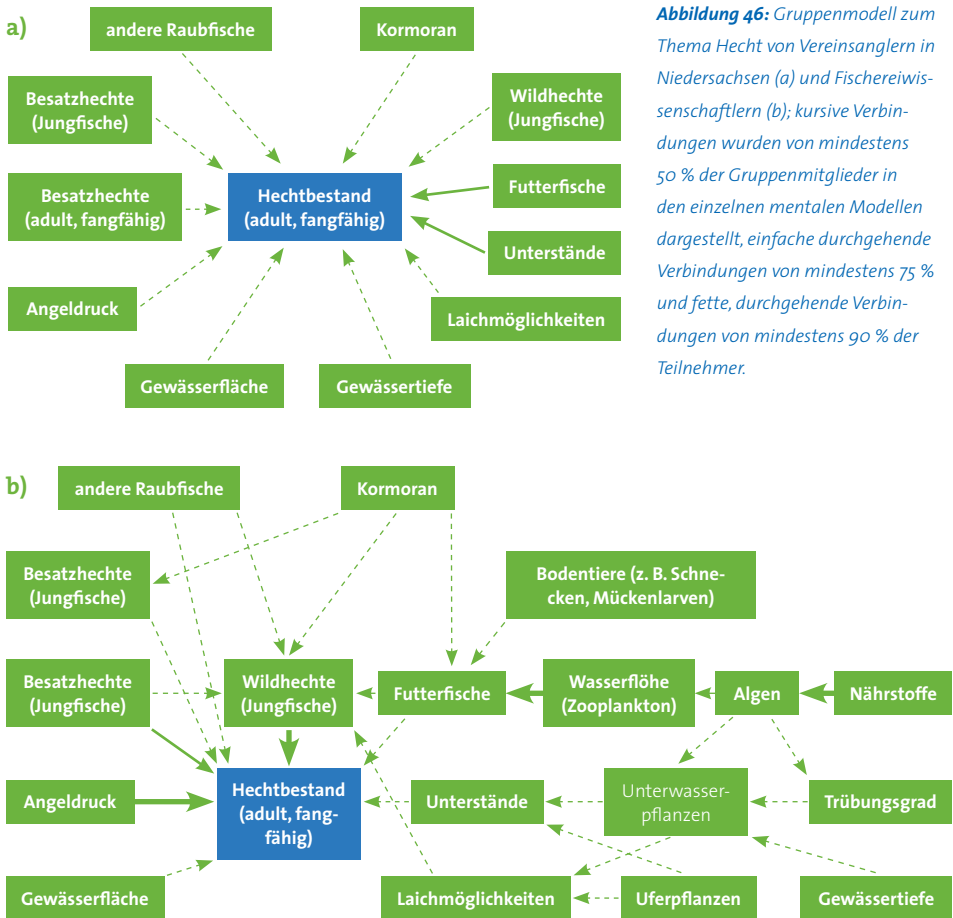 a)
andere Raubfische
Kormoran
Besatzhechte
(Jungfische)
Wildhechte
(Jungfische)
Besatzhechte
(adult, fangfähig)
Hechtbestand
(adult, fangfähig)
Futterfische
Unterstände
Angeldruck
Laichmöglichkeiten
Gewässerfläche
Gewässertiefe
Abbildung 46: Gruppenmodell zum
Thema Hecht von Vereinsanglern in
Niedersachsen (a) und Fischereiwis-
senschaftlern (b); kursive Verbin-
dungen wurden von mindestens
50 % der Gruppenmitglieder in
den einzelnen mentalen Modellen
dargestellt, einfache durchgehende
Verbindungen von mindestens 75 %
und fette, durchgehende Verbin-
dungen von mindestens 90 % der
Teilnehmer.
b)
andere Raubfische
Kormoran
Besatzhechte
(Jungfische)
Bodentiere (z. B. Schne-
cken, Mückenlarven)
Besatzhechte
(Jungfische)
Wildhechte
(Jungfische)
Futterfische
Wasserflöhe
(Zooplankton)
Algen
Nährstoffe
Angeldruck
Hechtbestand
(adult, fang-
fähig)
Unterstände
Unterwasser-
pflanzen
Trübungsgrad
Gewässerfläche
Laichmöglichkeiten
Uferpflanzen
Gewässertiefe